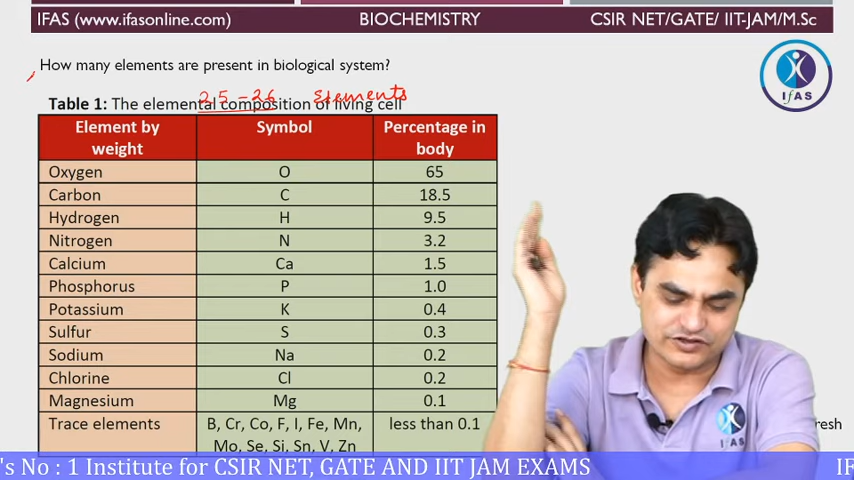 IFAS (www.ifasonline.com) BIOCHEMISTRY CSIR NET/GATE/ IIT-JAM/M.Sc
How many elements are present in biological system?
25-26 Elements
Table 1: The elemental composition of living cell
Element by weight Symbol Percentage in body
Oxygen O 65
Carbon C 18.5
Hydrogen H 9.5
Nitrogen N 3.2
Calcium Ca 1.5
Phosphorus P 1.0
Potassium K 0.4
Sulfur S 0.3
Sodium Na 0.2
Chlorine Cl 0.2
Magnesium Mg 0.1
Trace elements B, Cr, Co, F, I, Fe, Mn, less than 0.1
Mo, Se, Si, Sn, V, Zn
IFAS
IFAS
resh
's No : 1 Institute for CSIR NET, GATE AND IIT JAM EXAMS IF